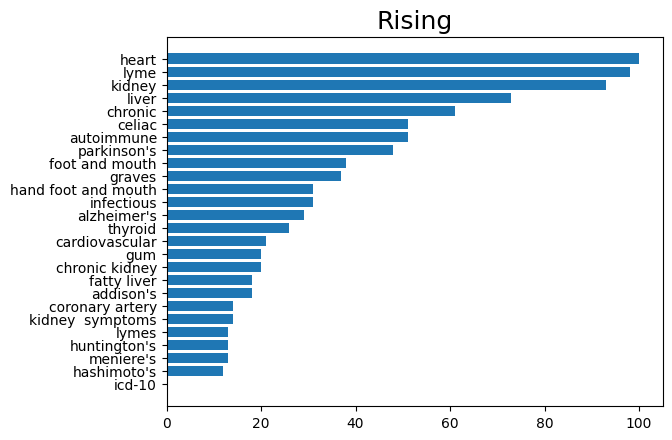 Rising
heart
lyme
kidney
liver
chronic
celiac
autoimmune
parkinson's
foot and mouth
graves
hand foot and mouth
infectious
alzheimer's
thyroid
cardiovascular
gum
chronic kidney
fatty liver
addison's
coronary artery
kidney  symptoms
lymes
huntington's
meniere's
hashimoto's
icd-10
0 20 40 60 80 100